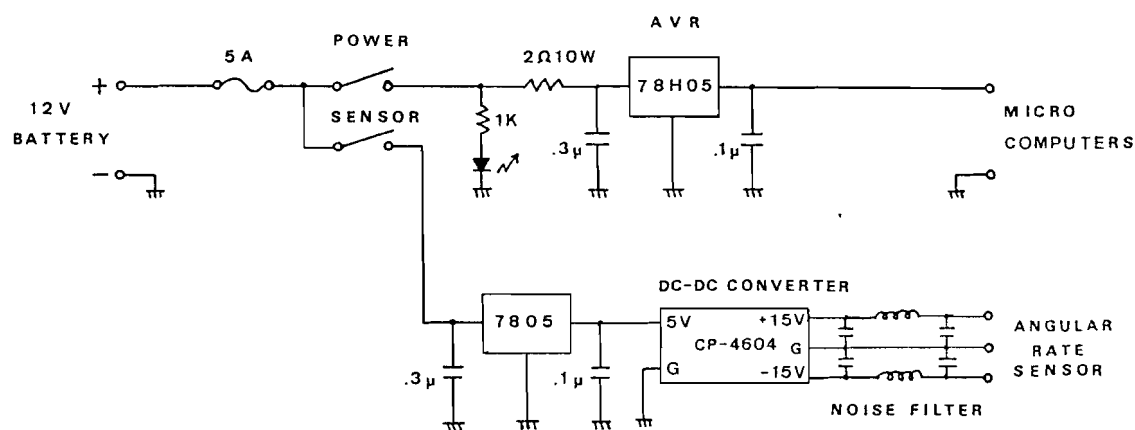 AVR
POWER
5A
2Ω10W
+
78H05
12V
BATTERY
SENSOR
1K
.3μ
.1μ
MICRO
COMPUTERS
−
DC-DC CONVERTER
7805
5V
+15V
CP-4604
G
G
−15V
ANGULAR
RATE
SENSOR
.3μ
.1μ
NOISE FILTER